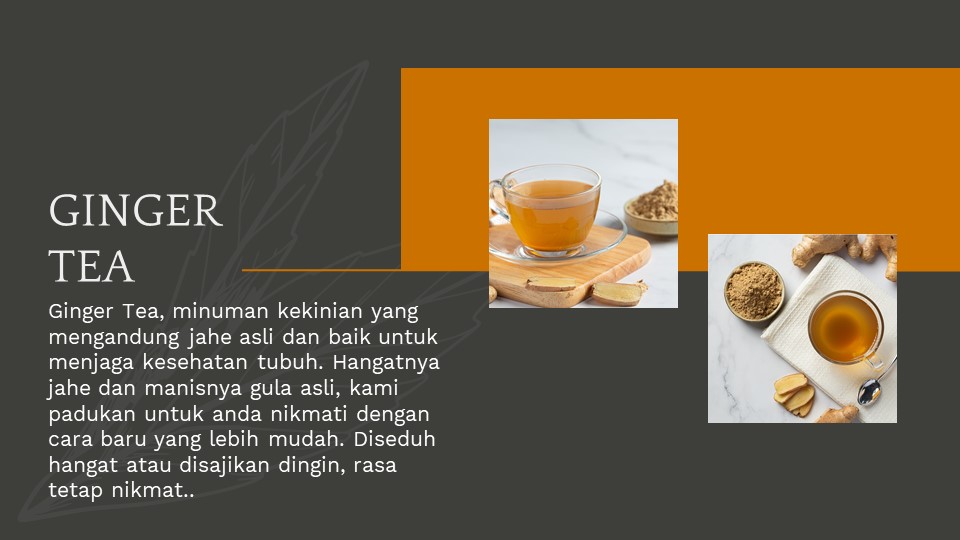 GINGER
TEA
Ginger Tea, minuman kekinian yang
mengandung jahe asli dan baik untuk
menjaga kesehatan tubuh. Hangatnya
jahe dan manisnya gula asli, kami
padukan untuk anda nikmati dengan
cara baru yang lebih mudah. Diseduh
hangat atau disajikan dingin, rasa
tetap nikmat..